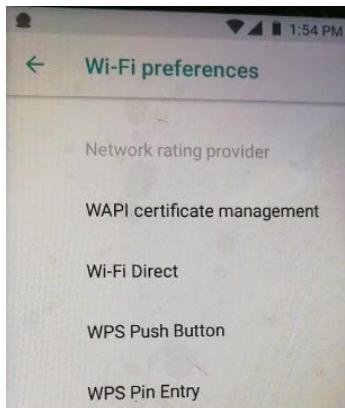 1:54 PM
Wi-Fi preferences
Network rating provider
WAPI certificate management
Wi-Fi Direct
WPS Push Button
WPS Pin Entry